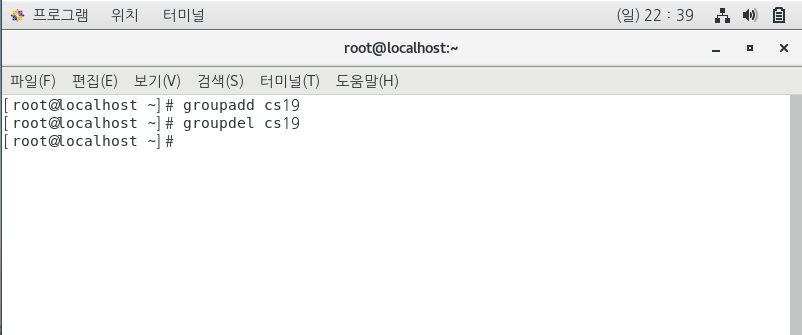 프로그램 위치 터미널 (일) 22 : 39
root@localhost:~
파일(F) 편집(E) 보기(V) 검색(S) 터미널(T) 도움말(H)
[root@localhost ~]# groupadd cs19
[root@localhost ~]# groupdel cs19
[root@localhost ~]#